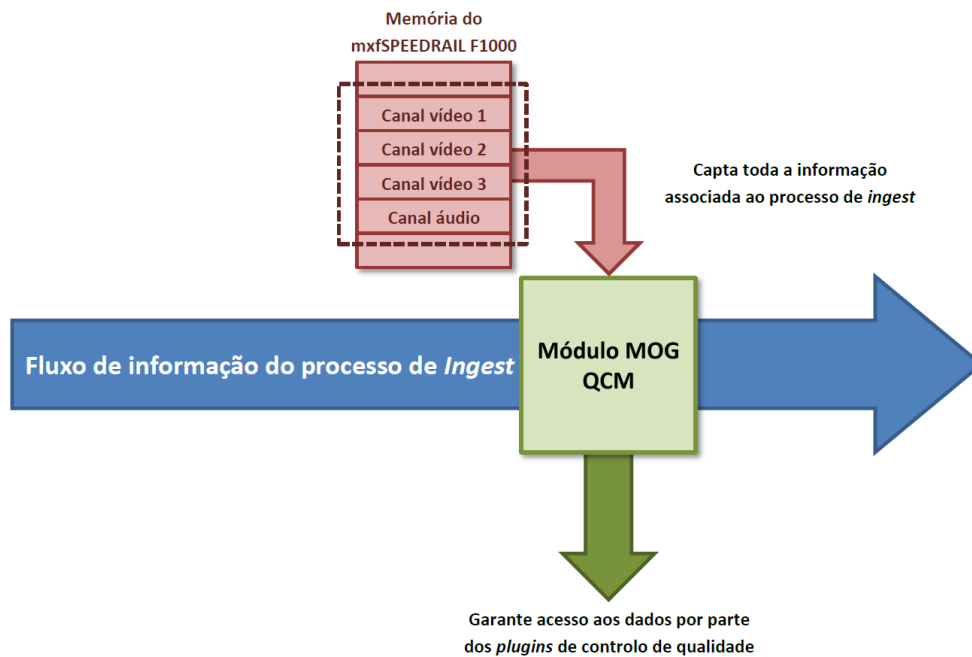 Memória do
mxfSPEEDRAIL F1000
Canal vídeo 1
Canal vídeo 2
Canal vídeo 3
Canal áudio
Capta toda a informação
associada ao processo de ingest
Fluxo de informação do processo de Ingest
Módulo MOG
QCM
Garante acesso aos dados por parte
dos plugins de controlo de qualidade